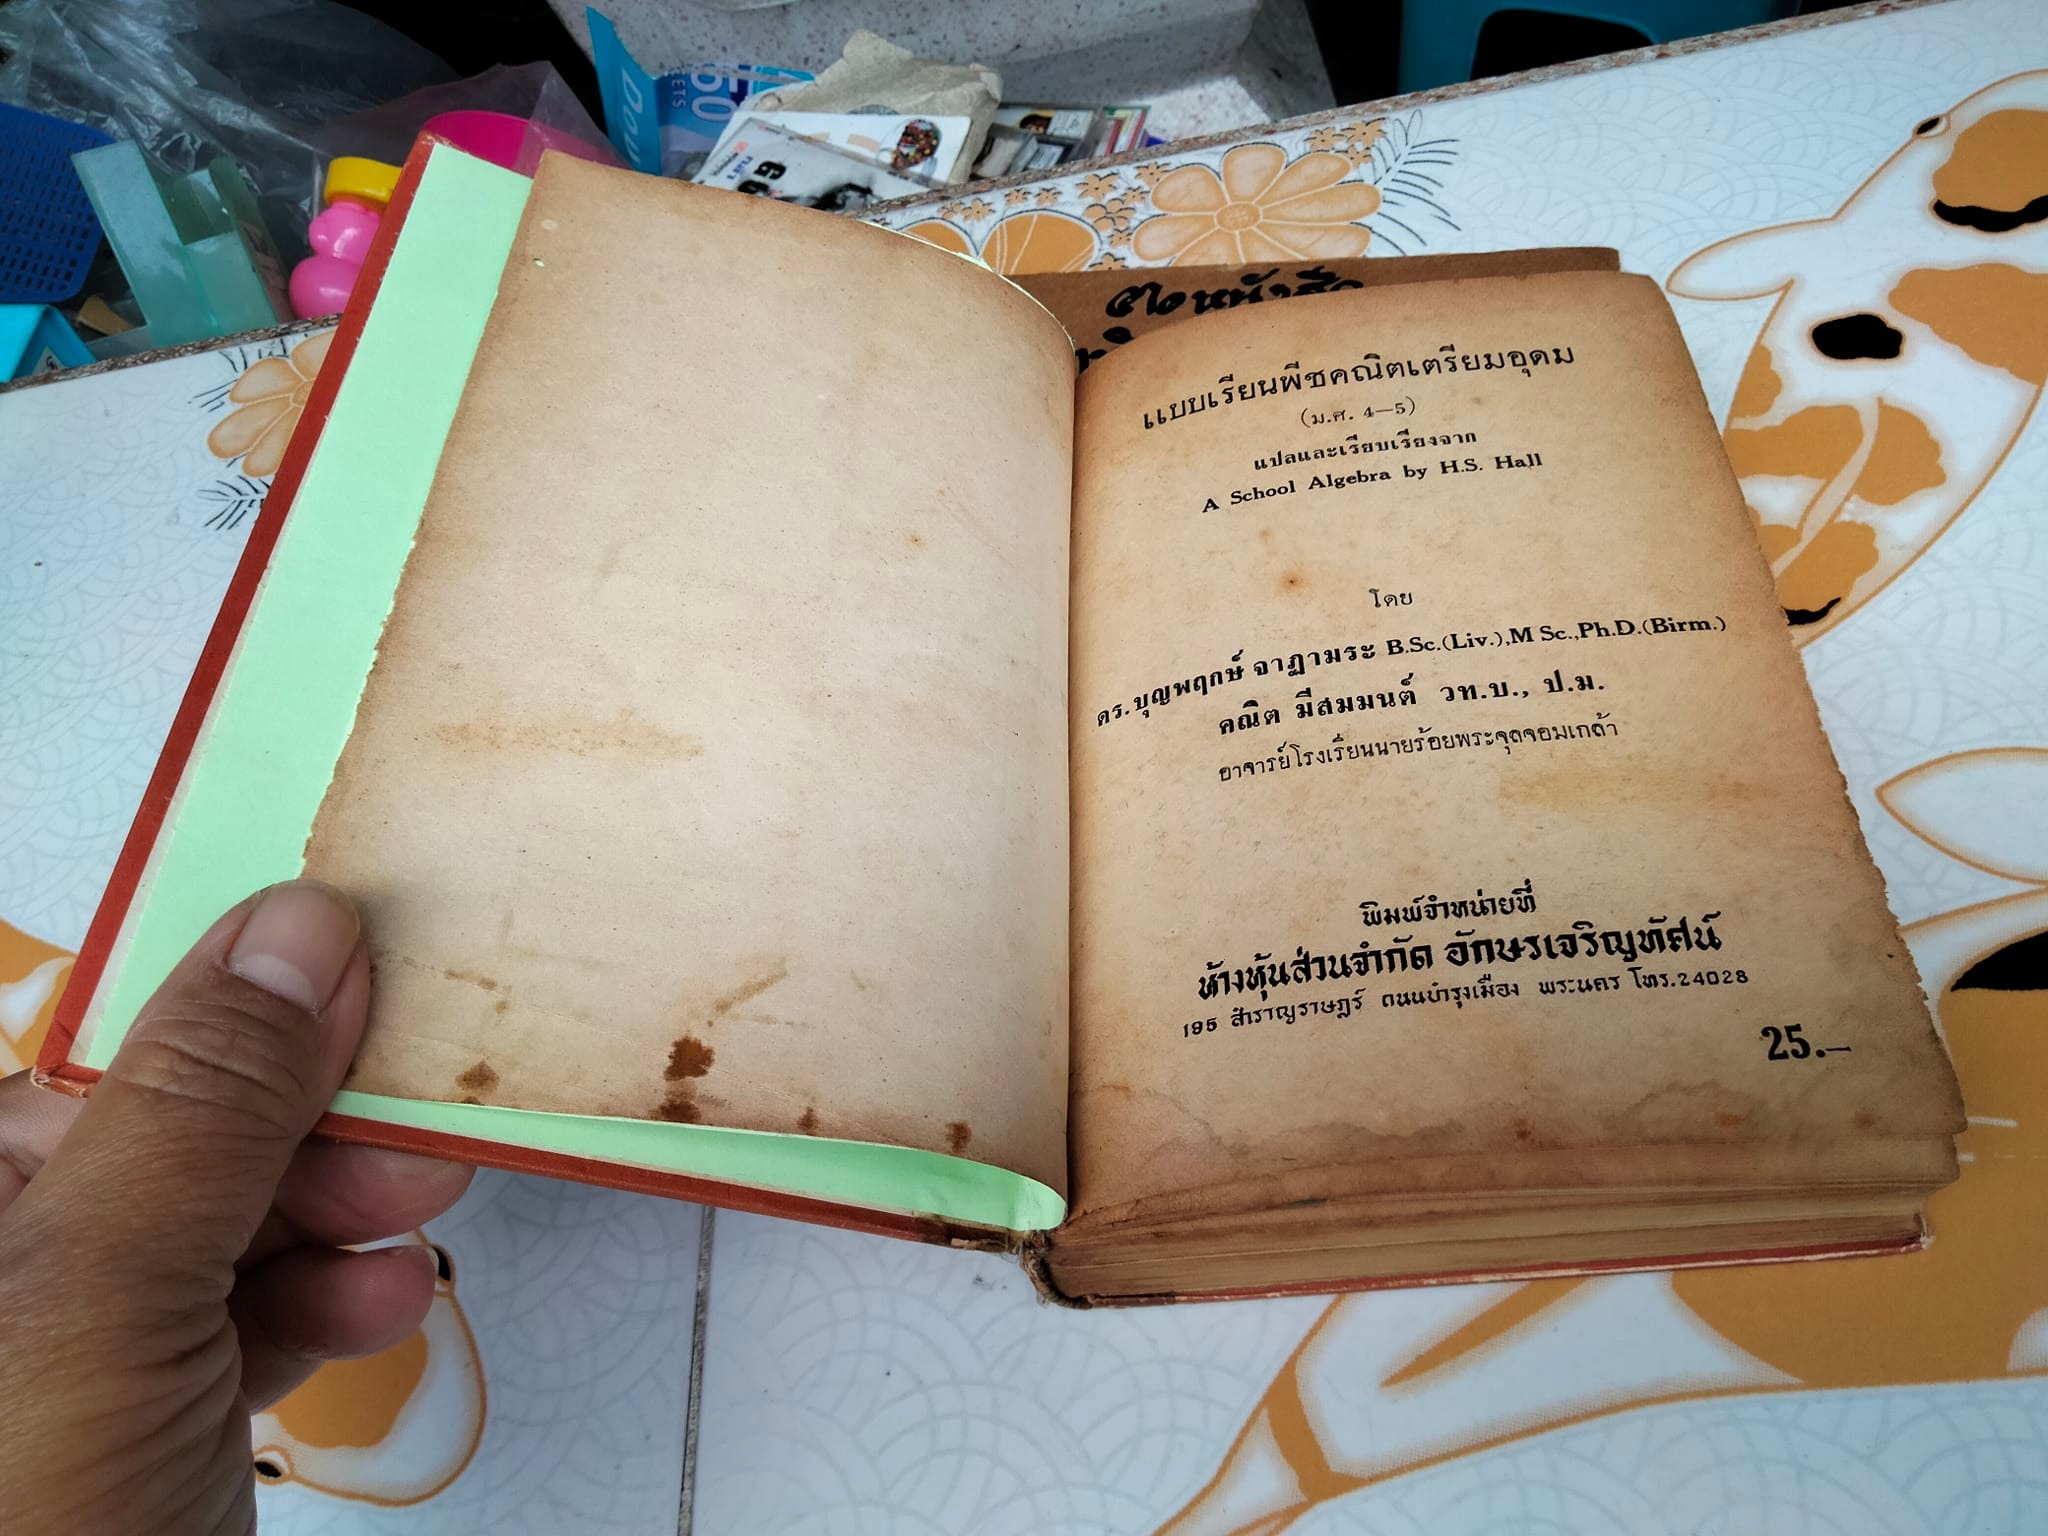 ขวหนังสือ
แบบเรียนพีชคณิตเตรียมอุดม
(ม.ศ. 4—5)
แปลและเรียบเรียงจาก
A School Algebra by H.S. Hall
โดย
ดร.บุญพฤกษ์ จาฏามระ B.Sc.(Liv.),M Sc.,Ph.D.(Birm.)
คณิต มีสมมนต์ วท.บ., ป.ม.
อาจารย์โรงเรียนนายร้อยพระจุลจอมเกล้า
พิมพ์จำหน่ายที่
ห้างหุ้นส่วนจำกัด อักษรเจริญทัศน์
195 สำราญราษฎร์ ถนนบำรุงเมือง พระนคร โทร.24028
25.—